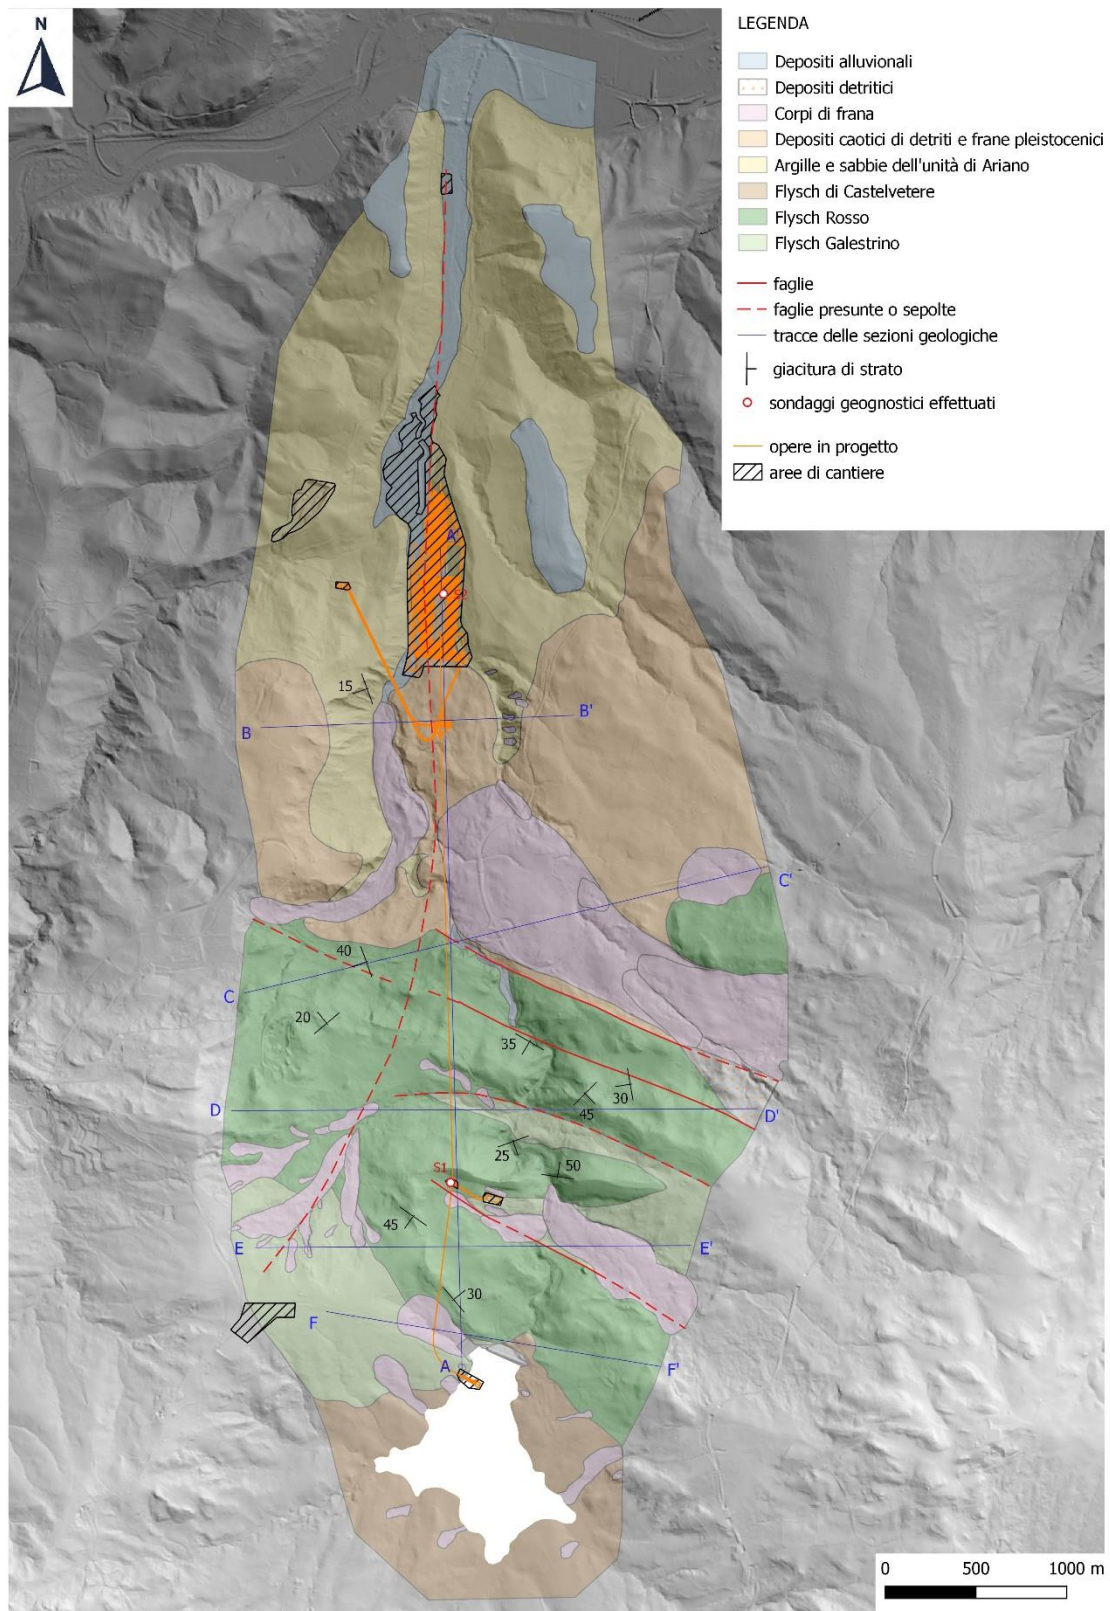 N
LEGENDA
Depositi alluvionali
Depositi detritici
Corpi di frana
Depositi caotici di detriti e frane pleistocenici
Argille e sabbie dell'unità di Ariano
Flysch di Castelvetere
Flysch Rosso
Flysch Galestrino
faglie
faglie presunte o sepolte
tracce delle sezioni geologiche
giacitura di strato
sondaggi geognostici effettuati
opere in progetto
aree di cantiere
A'
S2
15
B
B'
C'
40
C
20
35
30
45
D
D'
25
50
S1
45
E
E'
30
F
F'
A
0 500 1000 m